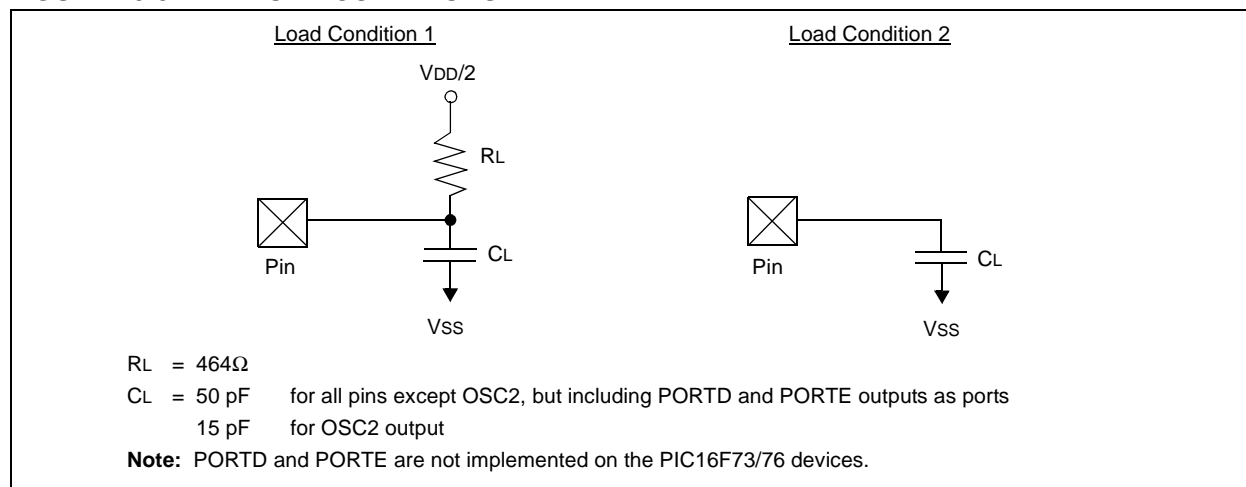 Load Condition 1
Load Condition 2
VDD/2
RL
Pin
CL
VSS
Pin
CL
VSS
RL = 464Ω
CL = 50 pF for all pins except OSC2, but including PORTD and PORTE outputs as ports
15 pF for OSC2 output
Note: PORTD and PORTE are not implemented on the PIC16F73/76 devices.